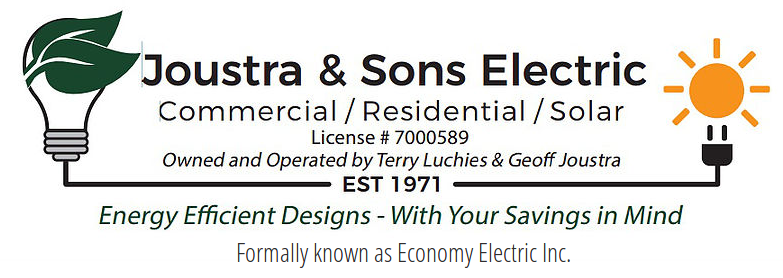 Joustra & Sons Electric
Commercial / Residential / Solar
License # 7000589
Owned and Operated by Terry Luchies & Geoff Joustra
EST 1971
Energy Efficient Designs - With Your Savings in Mind
Formally known as Economy Electric Inc.